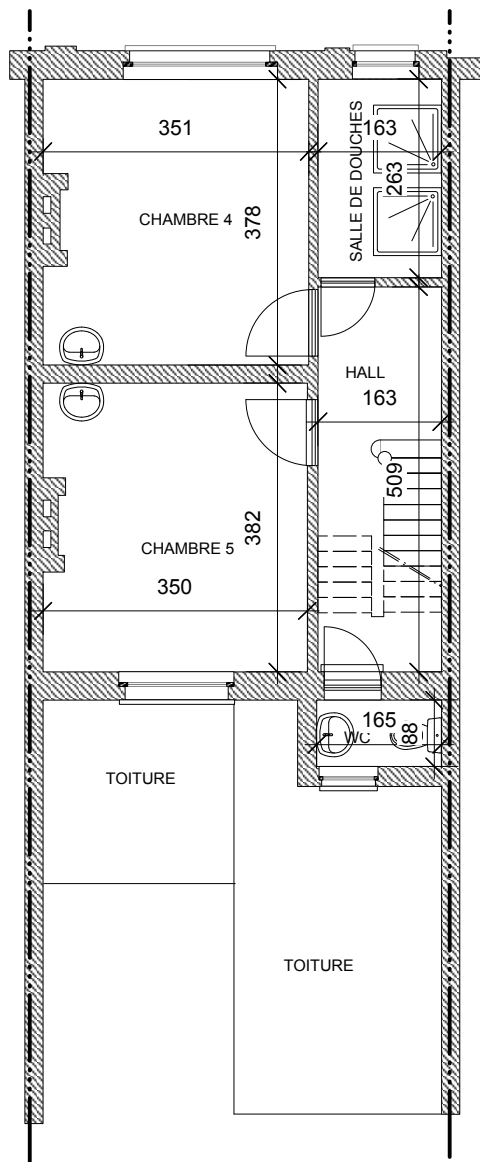 351
163
SALLE DE DOUCHES
263
CHAMBRE 4
378
HALL
163
509
382
CHAMBRE 5
350
165
WC
88
TOITURE
TOITURE